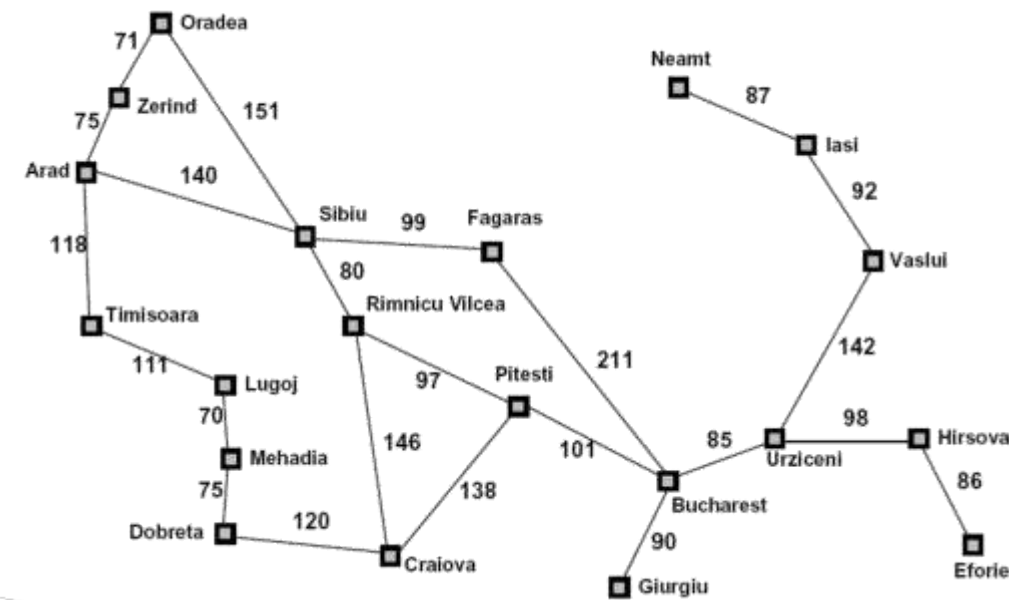 Oradea
71
Neamt
87
Zerind
151
75
Iasi
Arad
140
92
Sibiu
99
Fagaras
118
80
Vaslui
Rimnicu Vilcea
Timisoara
111
211
142
97
Pitesti
Lugoj
70
98
146
101
85
Hirsova
Mehadia
Urziceni
75
138
86
Bucharest
120
Dobreta
90
Craiova
Eforie
Giurgiu